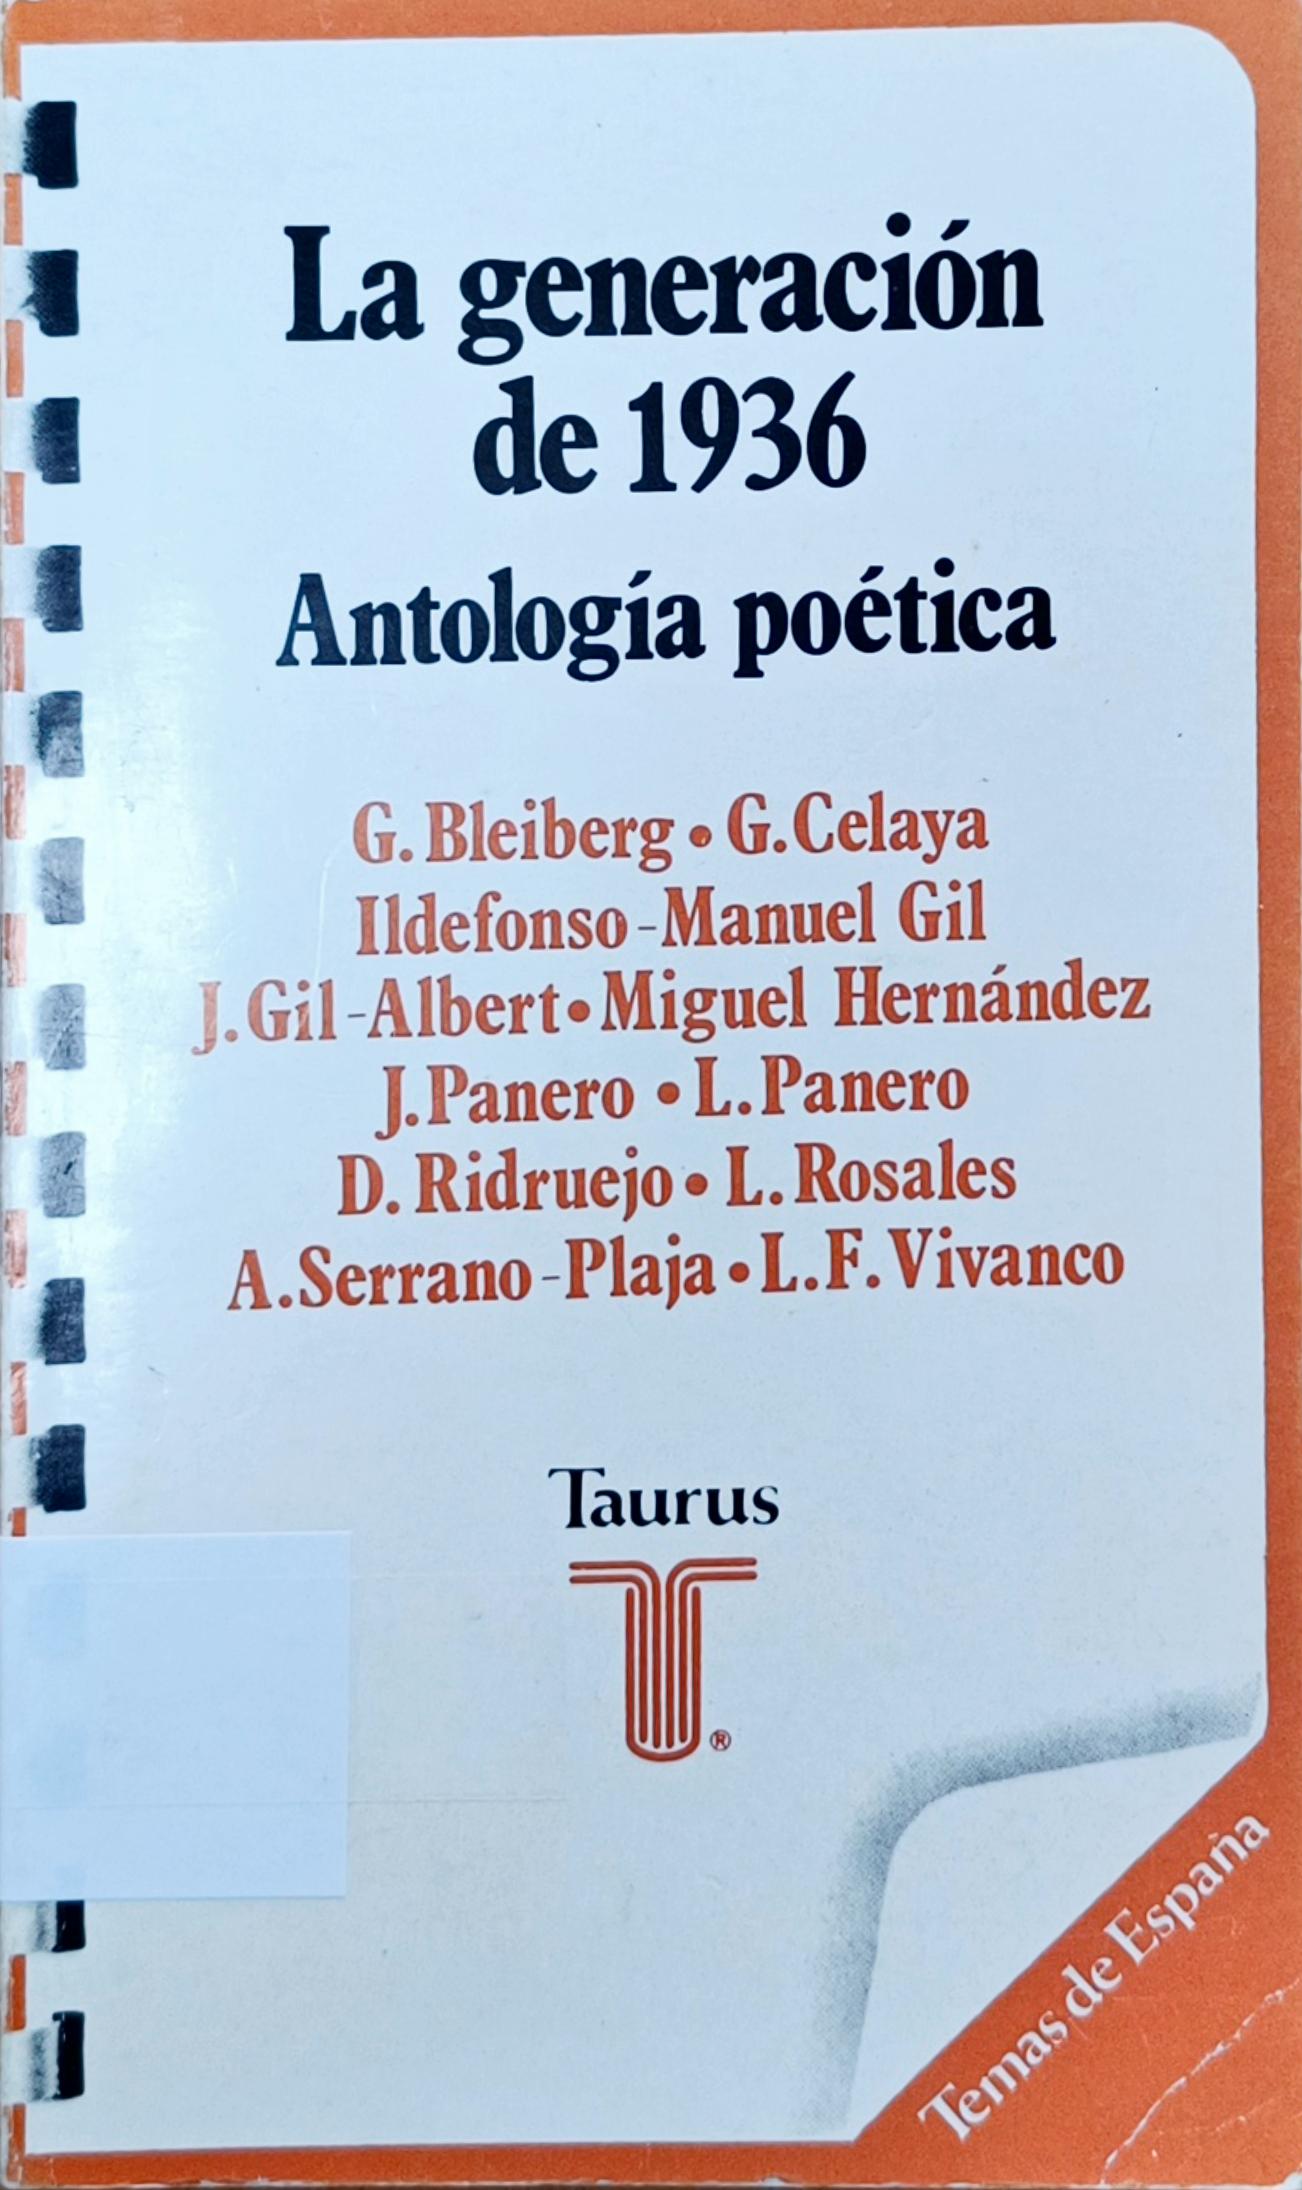 La generación
de 1936
Antología poética
G. Bleiberg • G. Celaya
Ildefonso-Manuel Gil
J. Gil-Albert • Miguel Hernández
J. Panero • L. Panero
D. Ridruejo • L. Rosales
A. Serrano-Plaja • L. F. Vivanco
Taurus
®
Temas de España